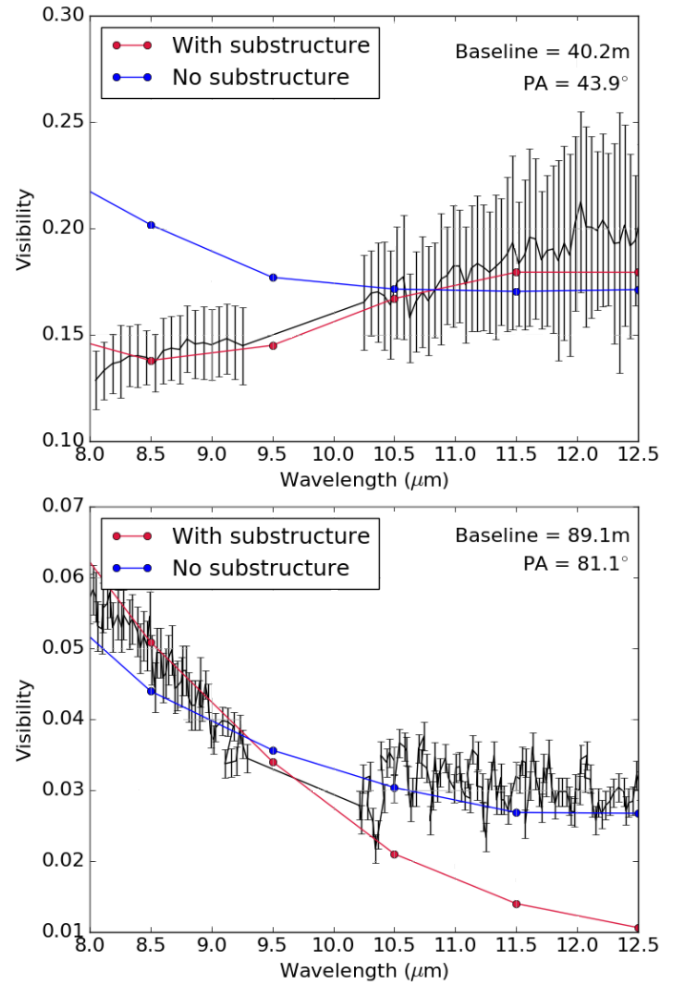 0.30
With substructure
No substructure
Baseline = 40.2m
PA = 43.9°
0.25
0.20
0.15
0.10
Visibility
8.0 8.5 9.0 9.5 10.0 10.5 11.0 11.5 12.0 12.5
Wavelength (μm)
0.07
With substructure
No substructure
Baseline = 89.1m
PA = 81.1°
0.06
0.05
0.04
0.03
0.02
0.01
Visibility
8.0 8.5 9.0 9.5 10.0 10.5 11.0 11.5 12.0 12.5
Wavelength (μm)